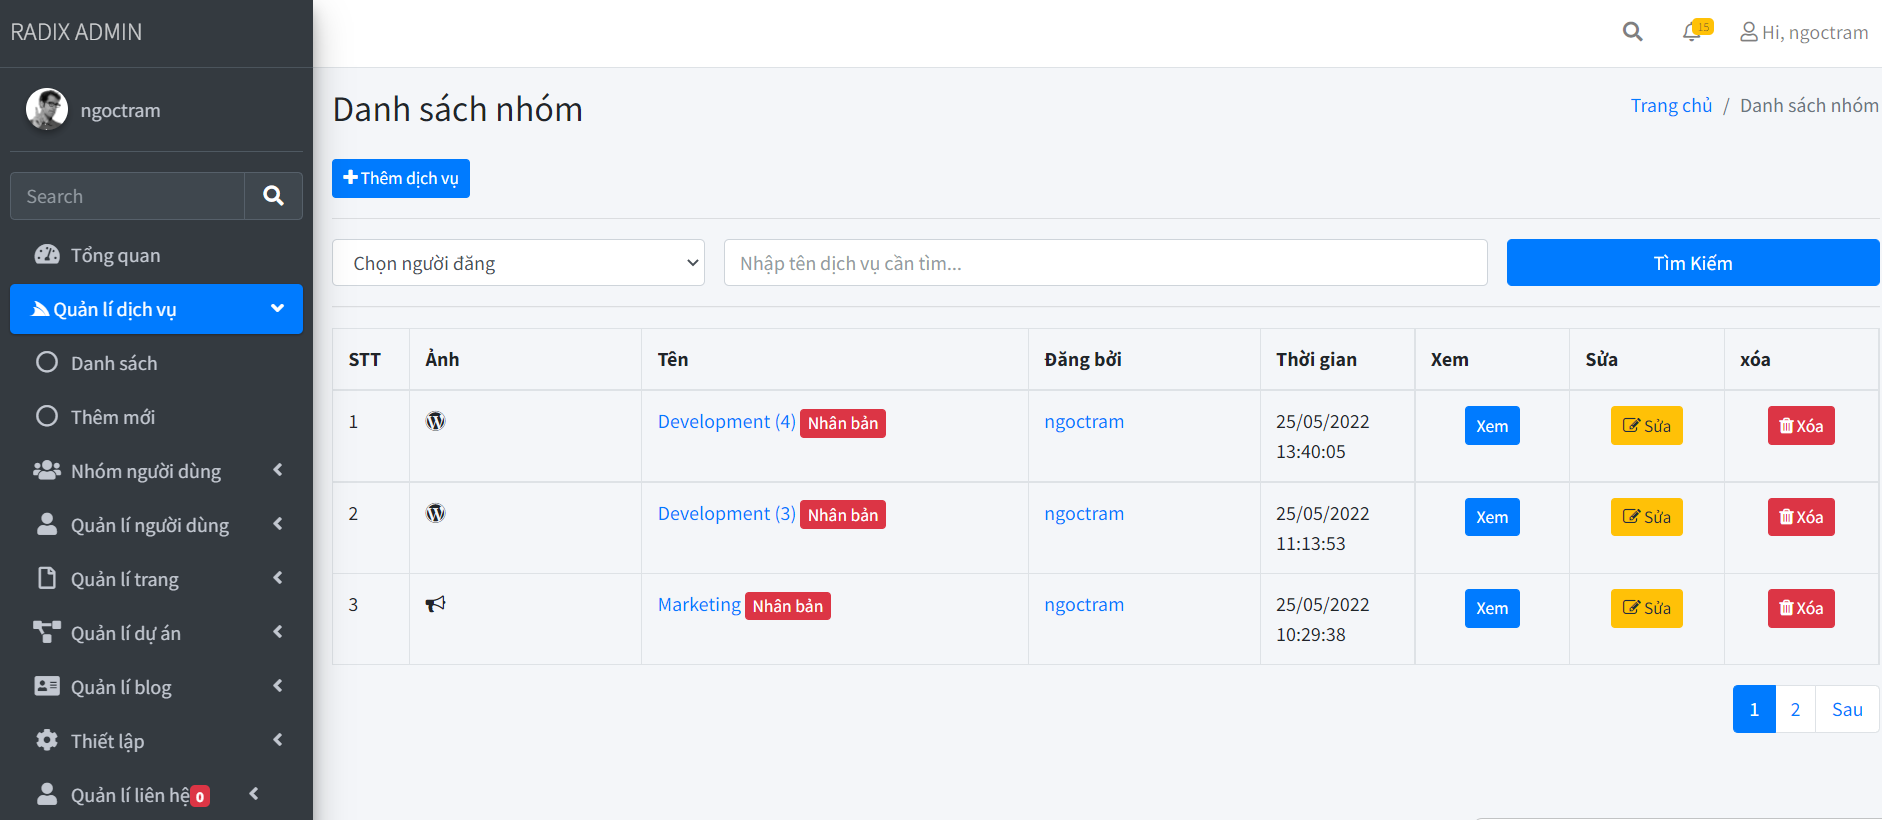 RADIX ADMIN
15
Hi, ngoctram
ngoctram
Search
Tổng quan
Quản lí dịch vụ
Danh sách
Thêm mới
Nhóm người dùng
Quản lí người dùng
Quản lí trang
Quản lí dự án
Quản lí blog
Thiết lập
Quản lí liên hệ 0
Danh sách nhóm
Trang chủ / Danh sách nhóm
Thêm dịch vụ
Chọn người đăng
Nhập tên dịch vụ cần tìm...
Tìm Kiếm
STT Ảnh Tên Đăng bởi Thời gian Xem Sửa xóa
1 Development (4) Nhân bản ngoctram 25/05/2022 Xem Sửa Xóa
13:40:05
2 Development (3) Nhân bản ngoctram 25/05/2022 Xem Sửa Xóa
11:13:53
3 Marketing Nhân bản ngoctram 25/05/2022 Xem Sửa Xóa
10:29:38
1 2 Sau